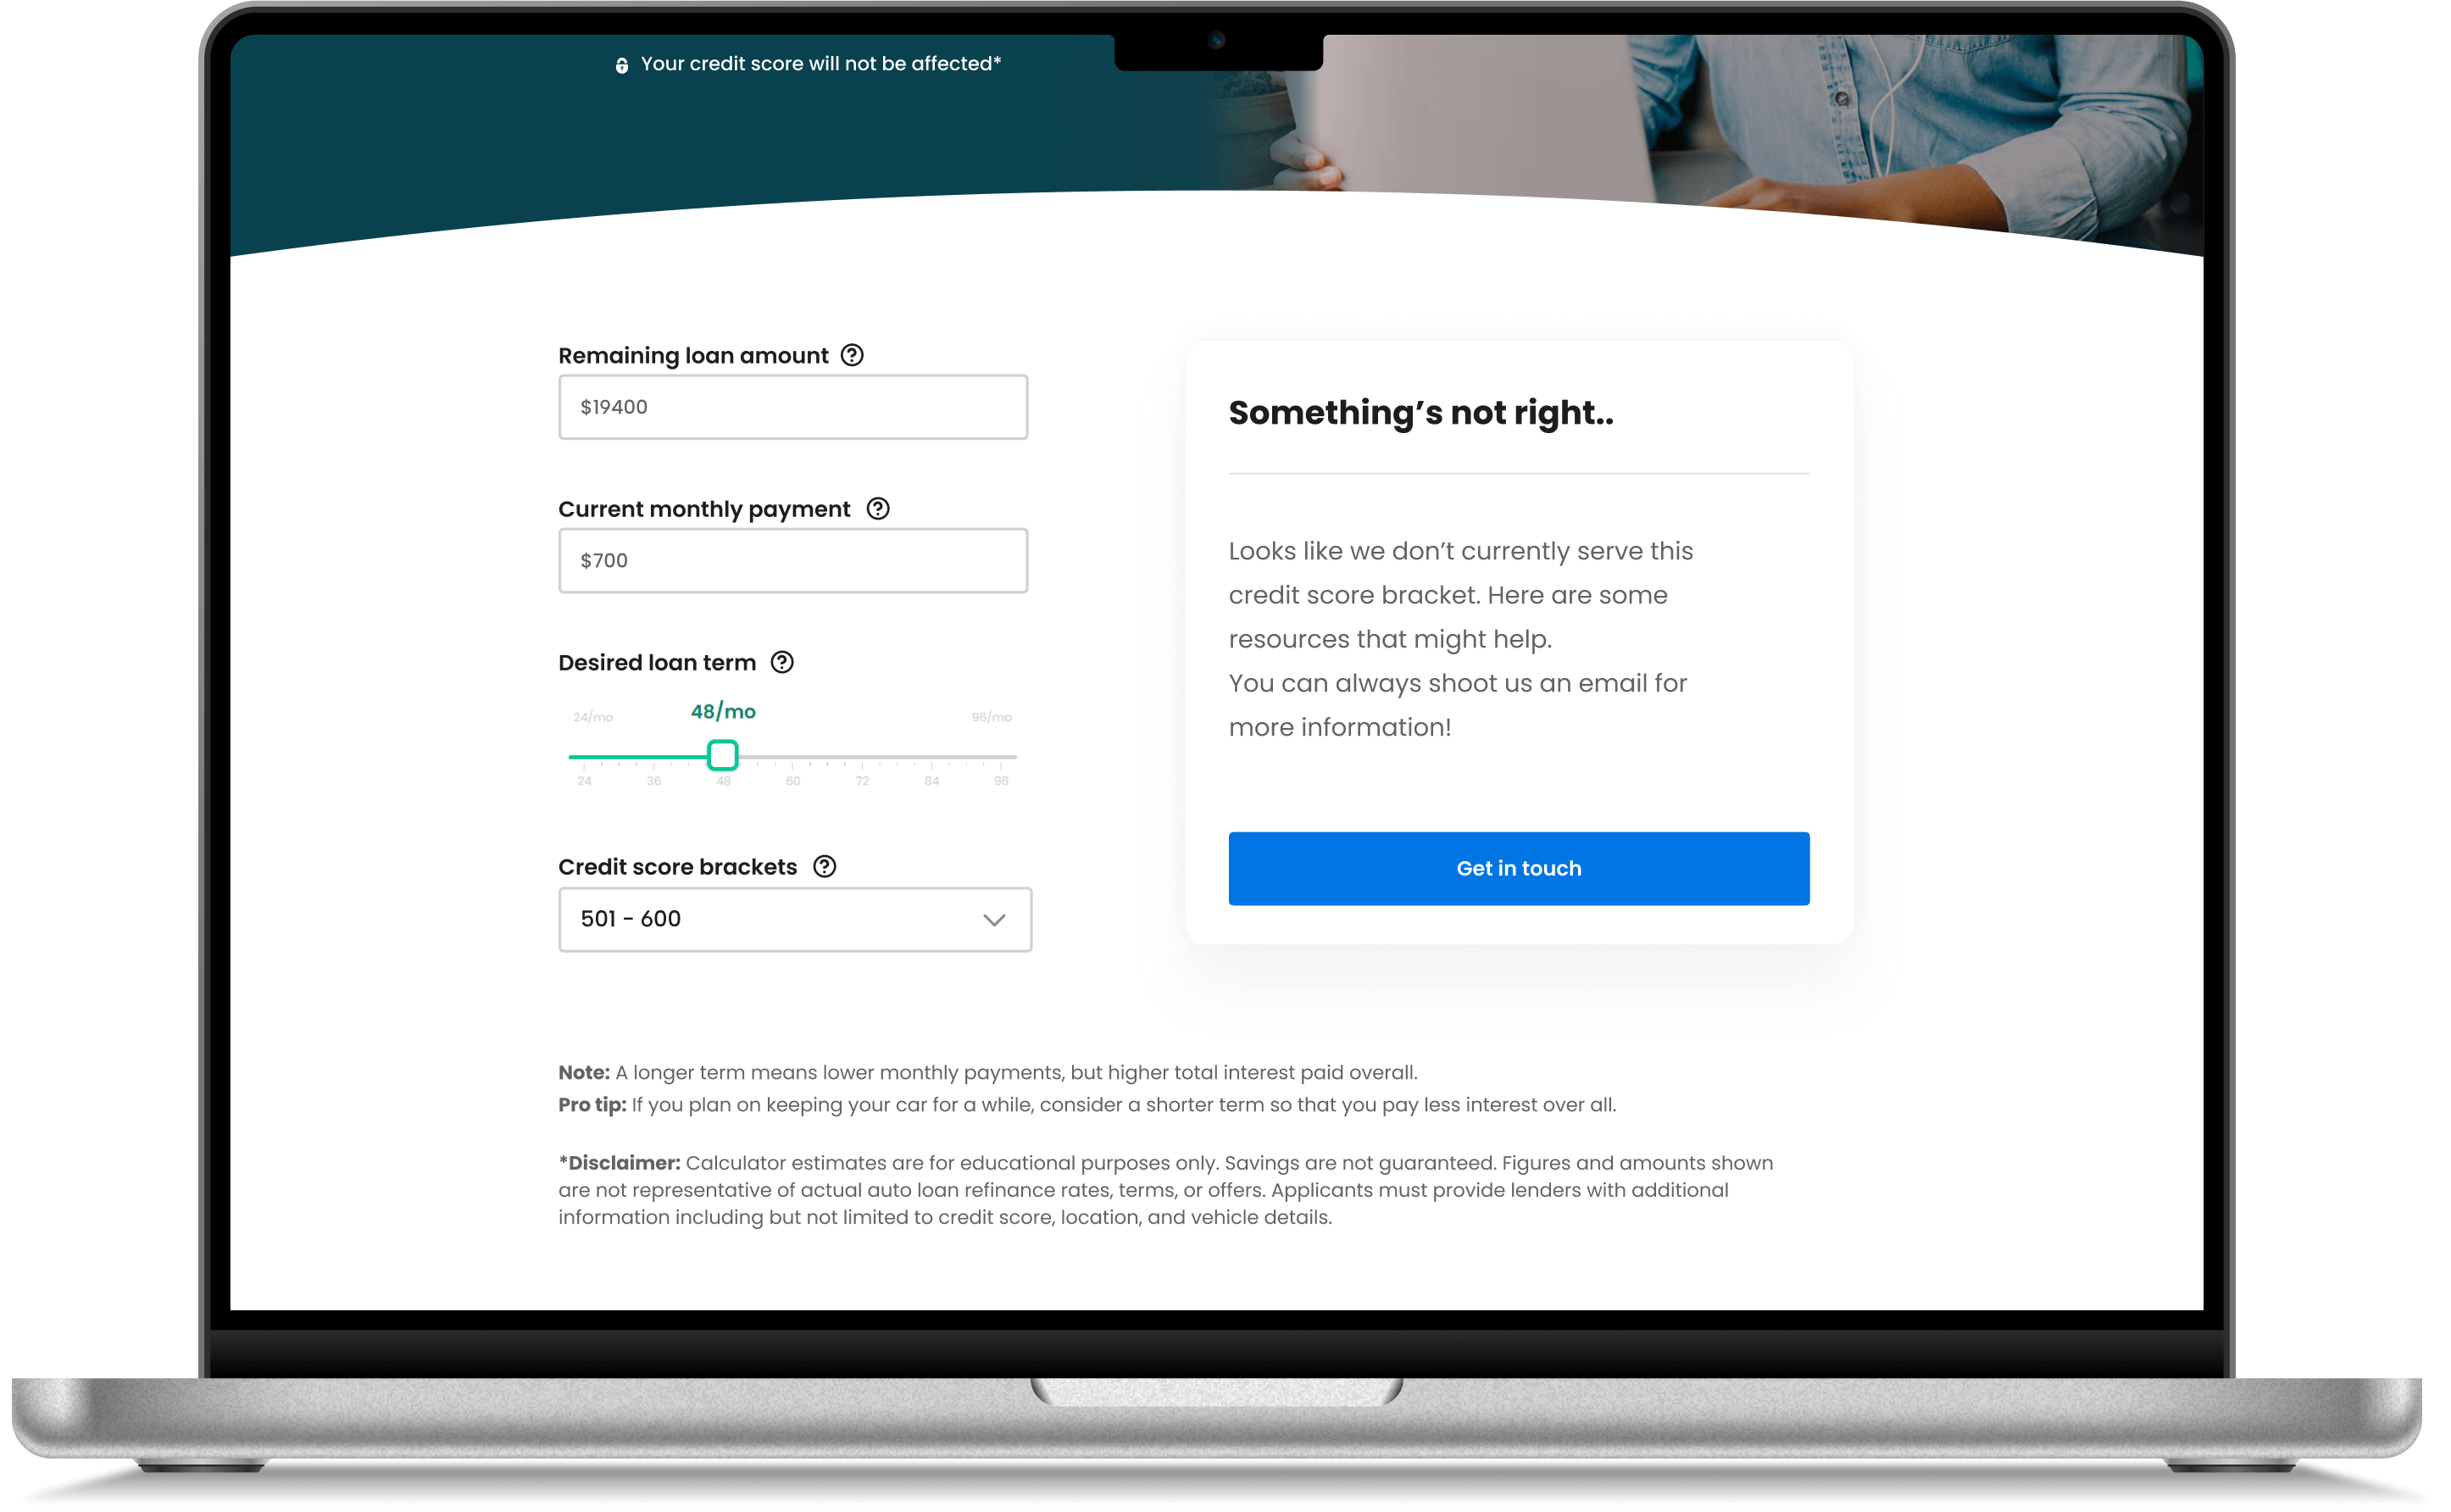 Your credit score will not be affected*
Remaining loan amount
$19400
Current monthly payment
$700
Desired loan term
24/mo 48/mo 96/mo
24 36 48 60 72 84 96
Credit score brackets
501 - 600
Something’s not right..
Looks like we don’t currently serve this
credit score bracket. Here are some
resources that might help.
You can always shoot us an email for
more information!
Get in touch
Note: A longer term means lower monthly payments, but higher total interest paid overall.
Pro tip: If you plan on keeping your car for a while, consider a shorter term so that you pay less interest over all.
*Disclaimer: Calculator estimates are for educational purposes only. Savings are not guaranteed. Figures and amounts shown
are not representative of actual auto loan refinance rates, terms, or offers. Applicants must provide lenders with additional
information including but not limited to credit score, location, and vehicle details.